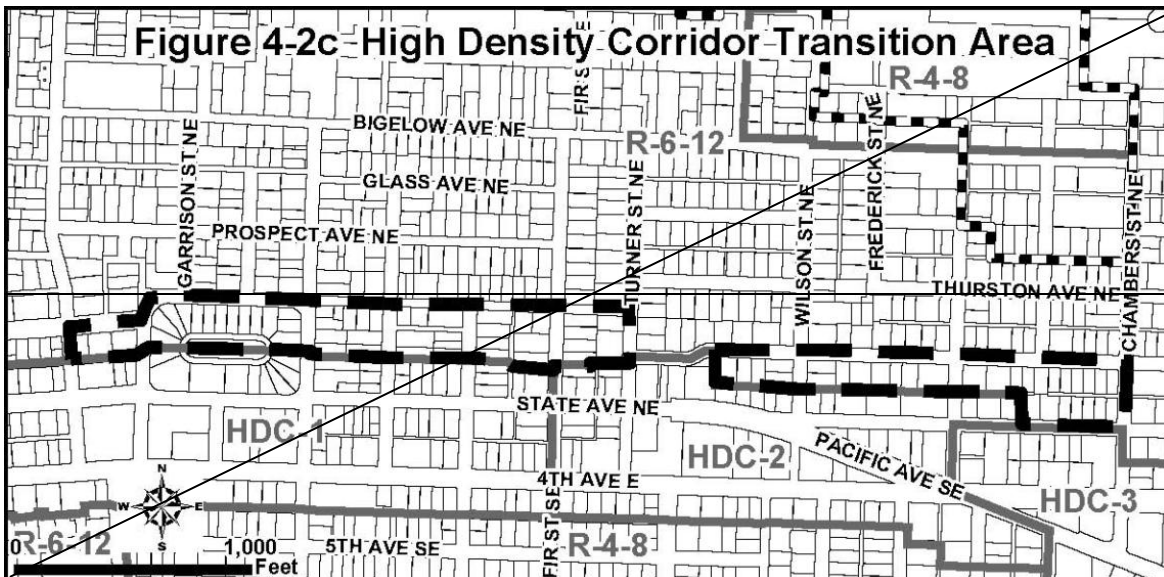 Figure 4-2c High Density Corridor Transition Area
FIR S
E
R-4-8
BIGELOW AVE NE
R-6-12
FREDERICK ST NE
GARRISON ST NE
GLASS AVE NE
TURNER ST NE
WILSON ST NE
CHAMBERS ST NE
PROSPECT AVE NE
THURSTON AVE NE
STATE AVE NE
HDC-1
HDC-2
PACIFIC AVE SE
HDC-3
4TH AVE E
N
W E
S
FIR ST SE
R-6-12
5TH AVE SE
R-4-8
0 1,000
Feet